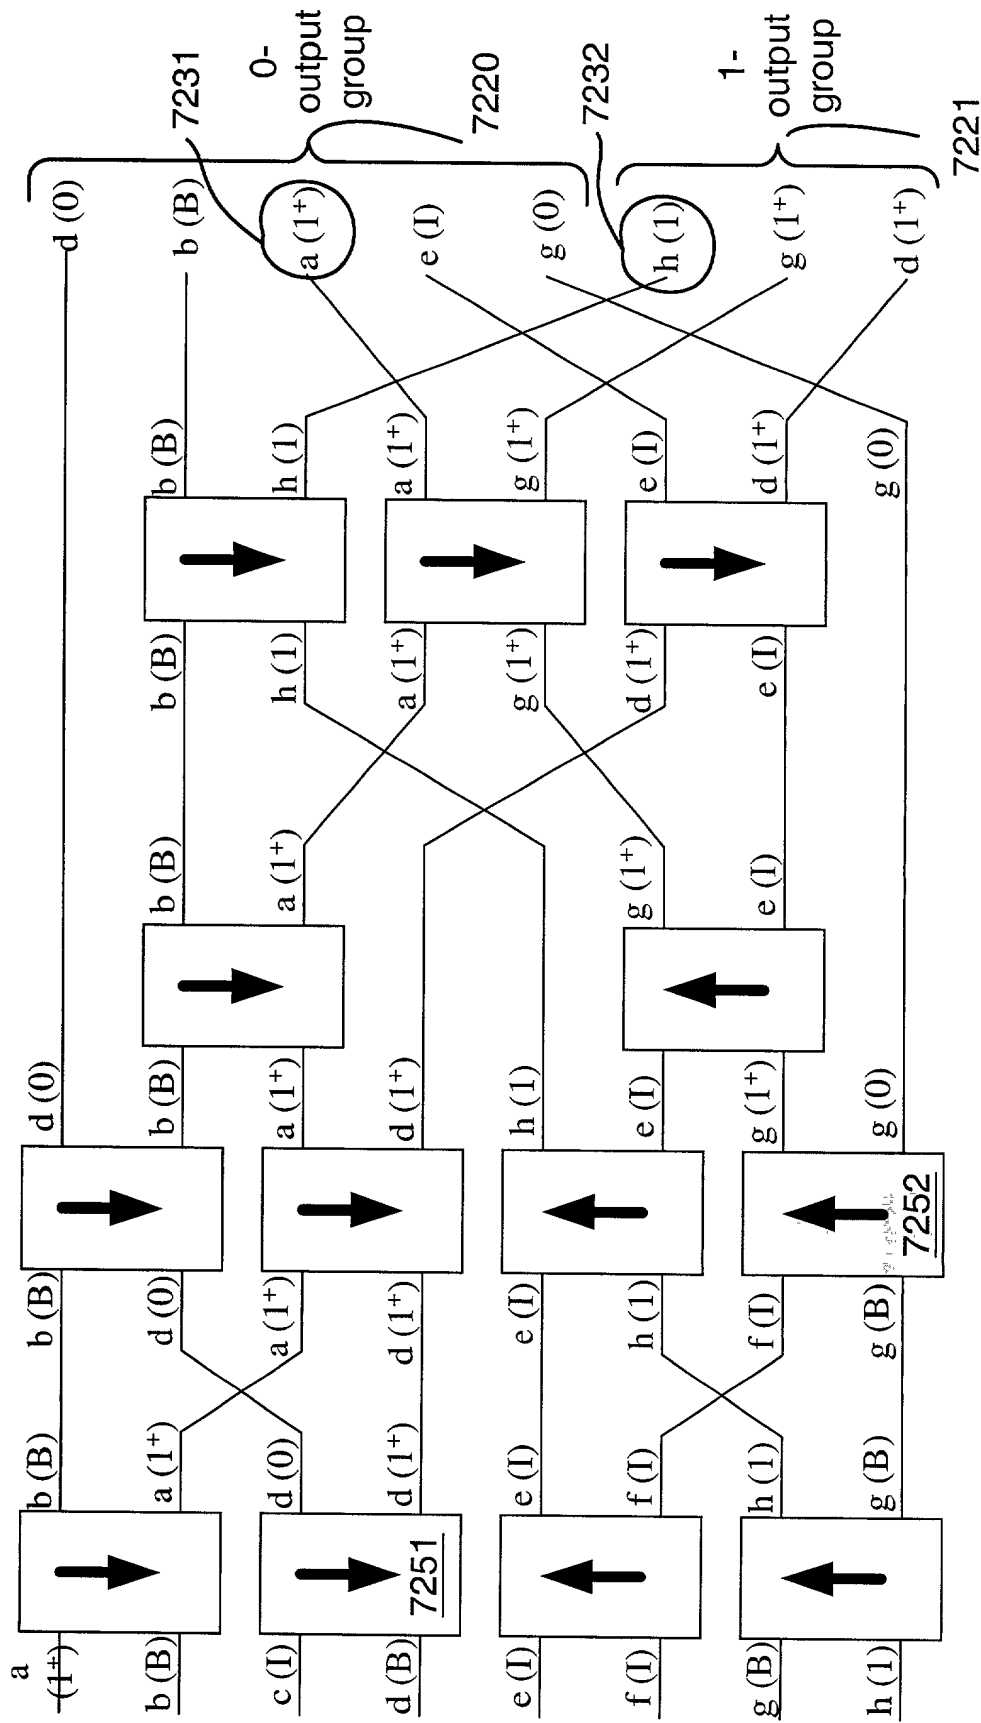 a
(1+)
b (B)
c (I)
d (B)
e (I)
f (I)
g (B)
h (1)
7251
b (B)
a (1+)
d (0)
d (1+)
e (I)
f (I)
h (1)
g (B)
b (B)
d (0)
a (1+)
d (1+)
e (I)
h (1)
f (I)
g (B)
7252
d (0)
b (B)
a (1+)
d (1+)
h (1)
e (I)
g (1+)
g (0)
b (B)
a (1+)
g (1+)
e (I)
b (B)
h (1)
a (1+)
g (1+)
d (1+)
e (I)
b (B)
h (1)
a (1+)
g (1+)
e (I)
d (1+)
g (0)
d (0)
b (B)
a (1+)
e (I)
g (0)
h (1)
g (1+)
d (1+)
7231
0-
output
group
7220
7232
1-
output
group
7221